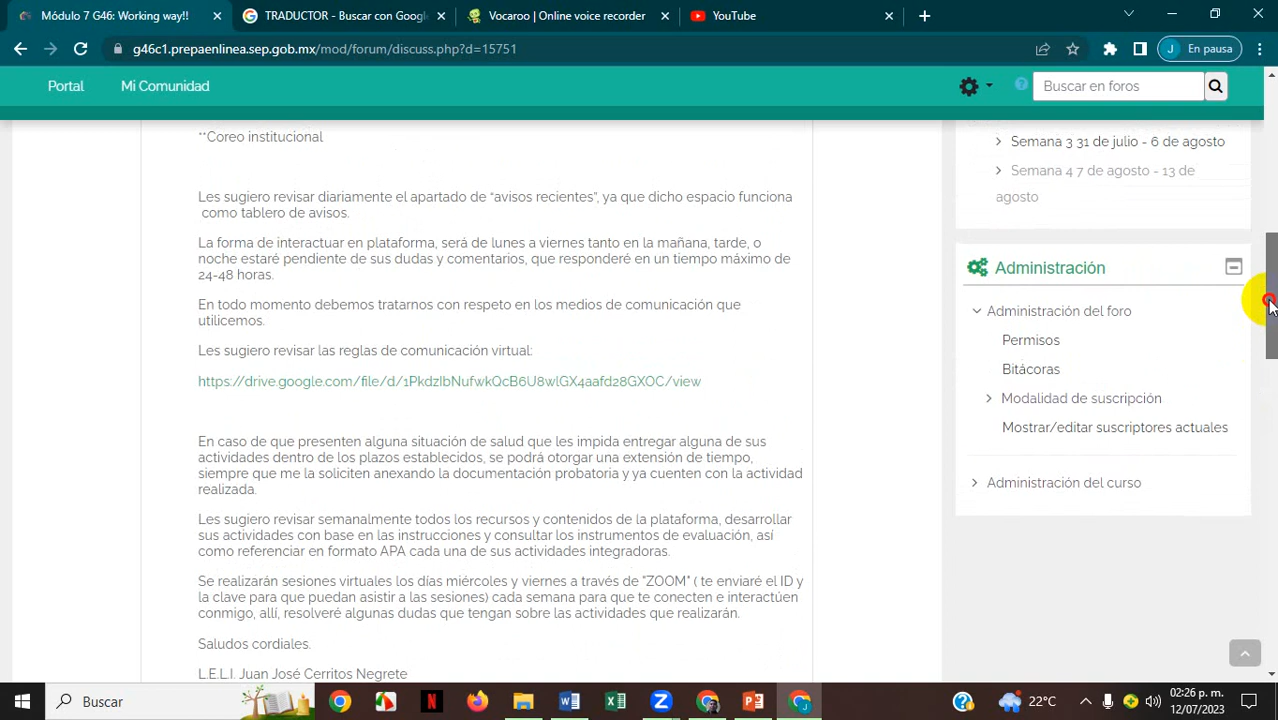 Módulo 7 G46: Working way!!
TRADUCTOR - Buscar con Google
Vocaroo | Online voice recorder
YouTube
g46c1.prepaenlinea.sep.gob.mx/mod/forum/discuss.php?d=15751
J
En pausa
Portal
Mi Comunidad
Buscar en foros
**Coreo institucional
Les sugiero revisar diariamente el apartado de “avisos recientes”, ya que dicho espacio funciona
como tablero de avisos.
La forma de interactuar en plataforma, será de lunes a viernes tanto en la mañana, tarde, o
noche estaré pendiente de sus dudas y comentarios, que responderé en un tiempo máximo de
24-48 horas.
En todo momento debemos tratarnos con respeto en los medios de comunicación que
utilicemos.
Les sugiero revisar las reglas de comunicación virtual:
https://drive.google.com/file/d/1PkdzIbNufwkQcB6U8wlGX4aafd28GXOC/view
En caso de que presenten alguna situación de salud que les impida entregar alguna de sus
actividades dentro de los plazos establecidos, se podrá otorgar una extensión de tiempo,
siempre que me la soliciten anexando la documentación probatoria y ya cuenten con la actividad
realizada.
Les sugiero revisar semanalmente todos los recursos y contenidos de la plataforma, desarrollar
sus actividades con base en las instrucciones y consultar los instrumentos de evaluación, así
como referenciar en formato APA cada una de sus actividades integradoras.
Se realizarán sesiones virtuales los días miércoles y viernes a través de "ZOOM" ( te enviaré el ID y
la clave para que puedan asistir a las sesiones) cada semana para que te conecten e interactúen
conmigo, allí, resolveré algunas dudas que tengan sobre las actividades que realizarán.
Saludos cordiales.
L.E.L.I. Juan José Cerritos Negrete
Semana 3 31 de julio - 6 de agosto
Semana 4 7 de agosto - 13 de
agosto
Administración
Administración del foro
Permisos
Bitácoras
Modalidad de suscripción
Mostrar/editar suscriptores actuales
Administración del curso
Buscar
22°C
02:26 p. m.
12/07/2023